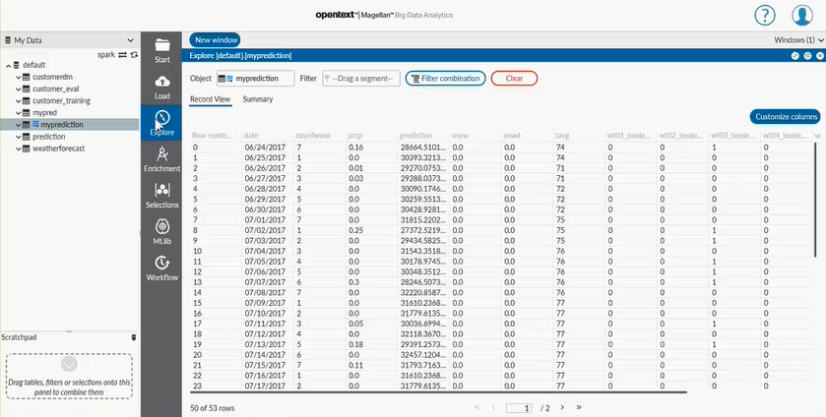 opentext™ | Magellan™ Big Data Analytics
?
My Data
New window
Windows (1)
spark
Explore [default].[myprediction]
default
customerdm
customer_eval
customer_training
mypred
myprediction
prediction
weatherforecast
Start
Load
Explore
Enrichment
Selections
MLlib
Workflow
Object myprediction Filter --Drag a segment-- Filter combination Clear
Record View Summary
Customize columns
Row numb... date dayofweek prcp prediction snow snwd tavg wt01_boole... wt02_boole... wt03_boole... wt04_boole... w
0 06/24/2017 7 0.16 28664.5101... 0.0 0.0 74 0 0 1 0
1 06/25/2017 1 0.0 30393.3213... 0.0 0.0 74 0 0 0 0
2 06/26/2017 2 0.01 29270.0753... 0.0 0.0 71 0 0 0 0
3 06/27/2017 3 0.03 29288.0373... 0.0 0.0 71 0 0 0 0
4 06/28/2017 4 0.0 30090.1746... 0.0 0.0 72 0 0 0 0
5 06/29/2017 5 0.0 30259.5513... 0.0 0.0 72 0 0 0 0
6 06/30/2017 6 0.0 30428.9281... 0.0 0.0 72 0 0 0 0
7 07/01/2017 7 0.0 31815.2202... 0.0 0.0 75 0 0 0 0
8 07/02/2017 1 0.25 27372.5219... 0.0 0.0 75 0 0 1 0
9 07/03/2017 2 0.0 29434.5825... 0.0 0.0 75 0 0 1 0
10 07/04/2017 3 0.0 31543.3518... 0.0 0.0 76 0 0 0 0
11 07/05/2017 4 0.0 30178.9745... 0.0 0.0 76 0 0 1 0
12 07/06/2017 5 0.0 30348.3512... 0.0 0.0 76 0 0 1 0
13 07/07/2017 6 0.3 28246.5073... 0.0 0.0 76 0 0 1 0
14 07/08/2017 7 0.0 32220.8587... 0.0 0.0 76 0 0 0 0
15 07/09/2017 1 0.0 31610.2368... 0.0 0.0 77 0 0 0 0
16 07/10/2017 2 0.0 31779.6135... 0.0 0.0 77 0 0 0 0
17 07/11/2017 3 0.05 30036.6994... 0.0 0.0 77 0 0 1 0
18 07/12/2017 4 0.0 32118.3670... 0.0 0.0 77 0 0 0 0
19 07/13/2017 5 0.18 29391.2573... 0.0 0.0 77 0 0 1 0
20 07/14/2017 6 0.0 32457.1204... 0.0 0.0 77 0 0 0 0
21 07/15/2017 7 0.11 31793.7163... 0.0 0.0 77 0 0 0 0
22 07/16/2017 1 0.0 31610.2368... 0.0 0.0 77 0 0 0 0
23 07/17/2017 2 0.0 31779.6135... 0.0 0.0 77 0 0 0 0
50 of 53 rows
1 / 2
Scratchpad
Drag tables, filters or selections onto this
panel to combine them